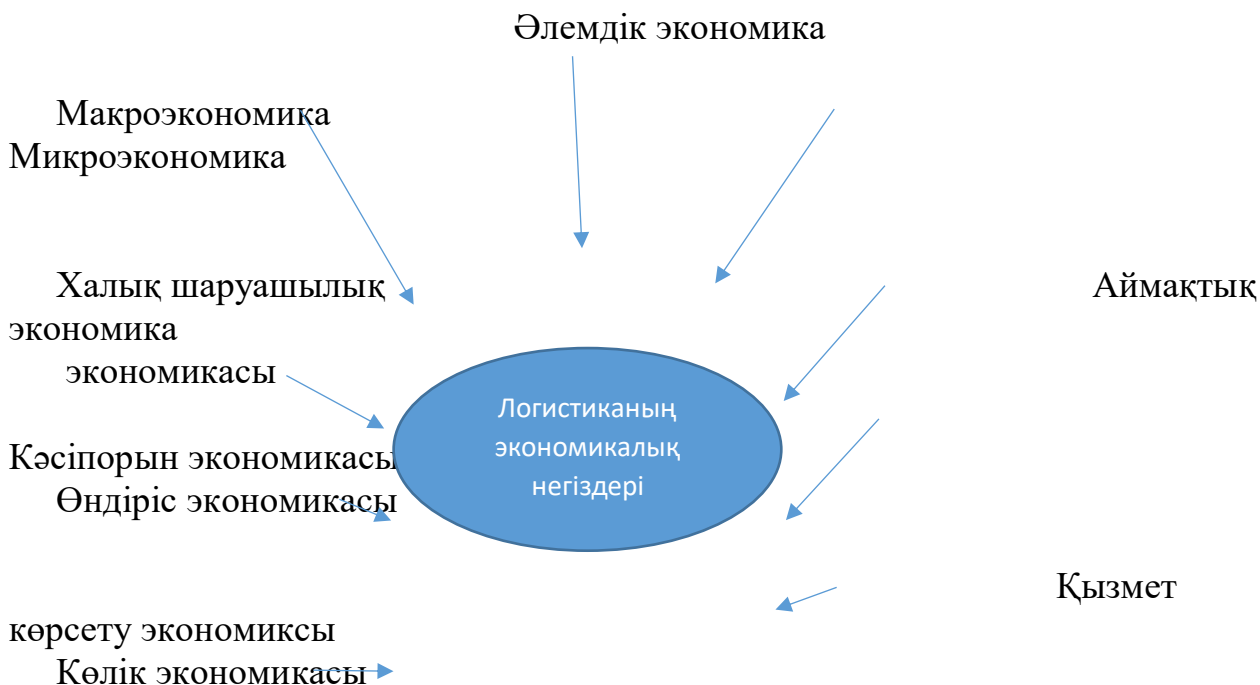 Әлемдік экономика
Макроэкономика
Микроэкономика
Халық шаруашылық Аймақтық
экономика
экономикасы
Логистиканың
экономикалық
негіздері
Кәсіпорын экономикасы
Өндіріс экономикасы
Қызмет
көрсету экономиксы
Көлік экономикасы